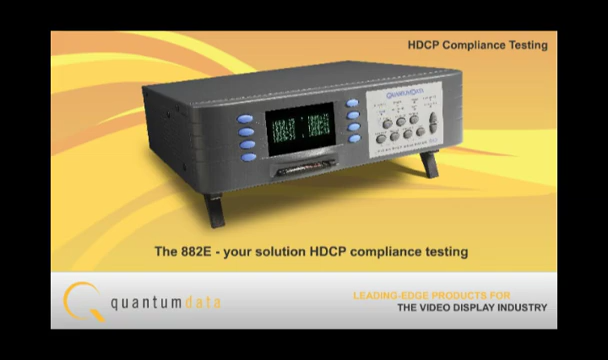 HDCP Compliance Testing
QUANTUMDATA
The 882E - your solution HDCP compliance testing
quantumdata
LEADING-EDGE PRODUCTS FOR
THE VIDEO DISPLAY INDUSTRY